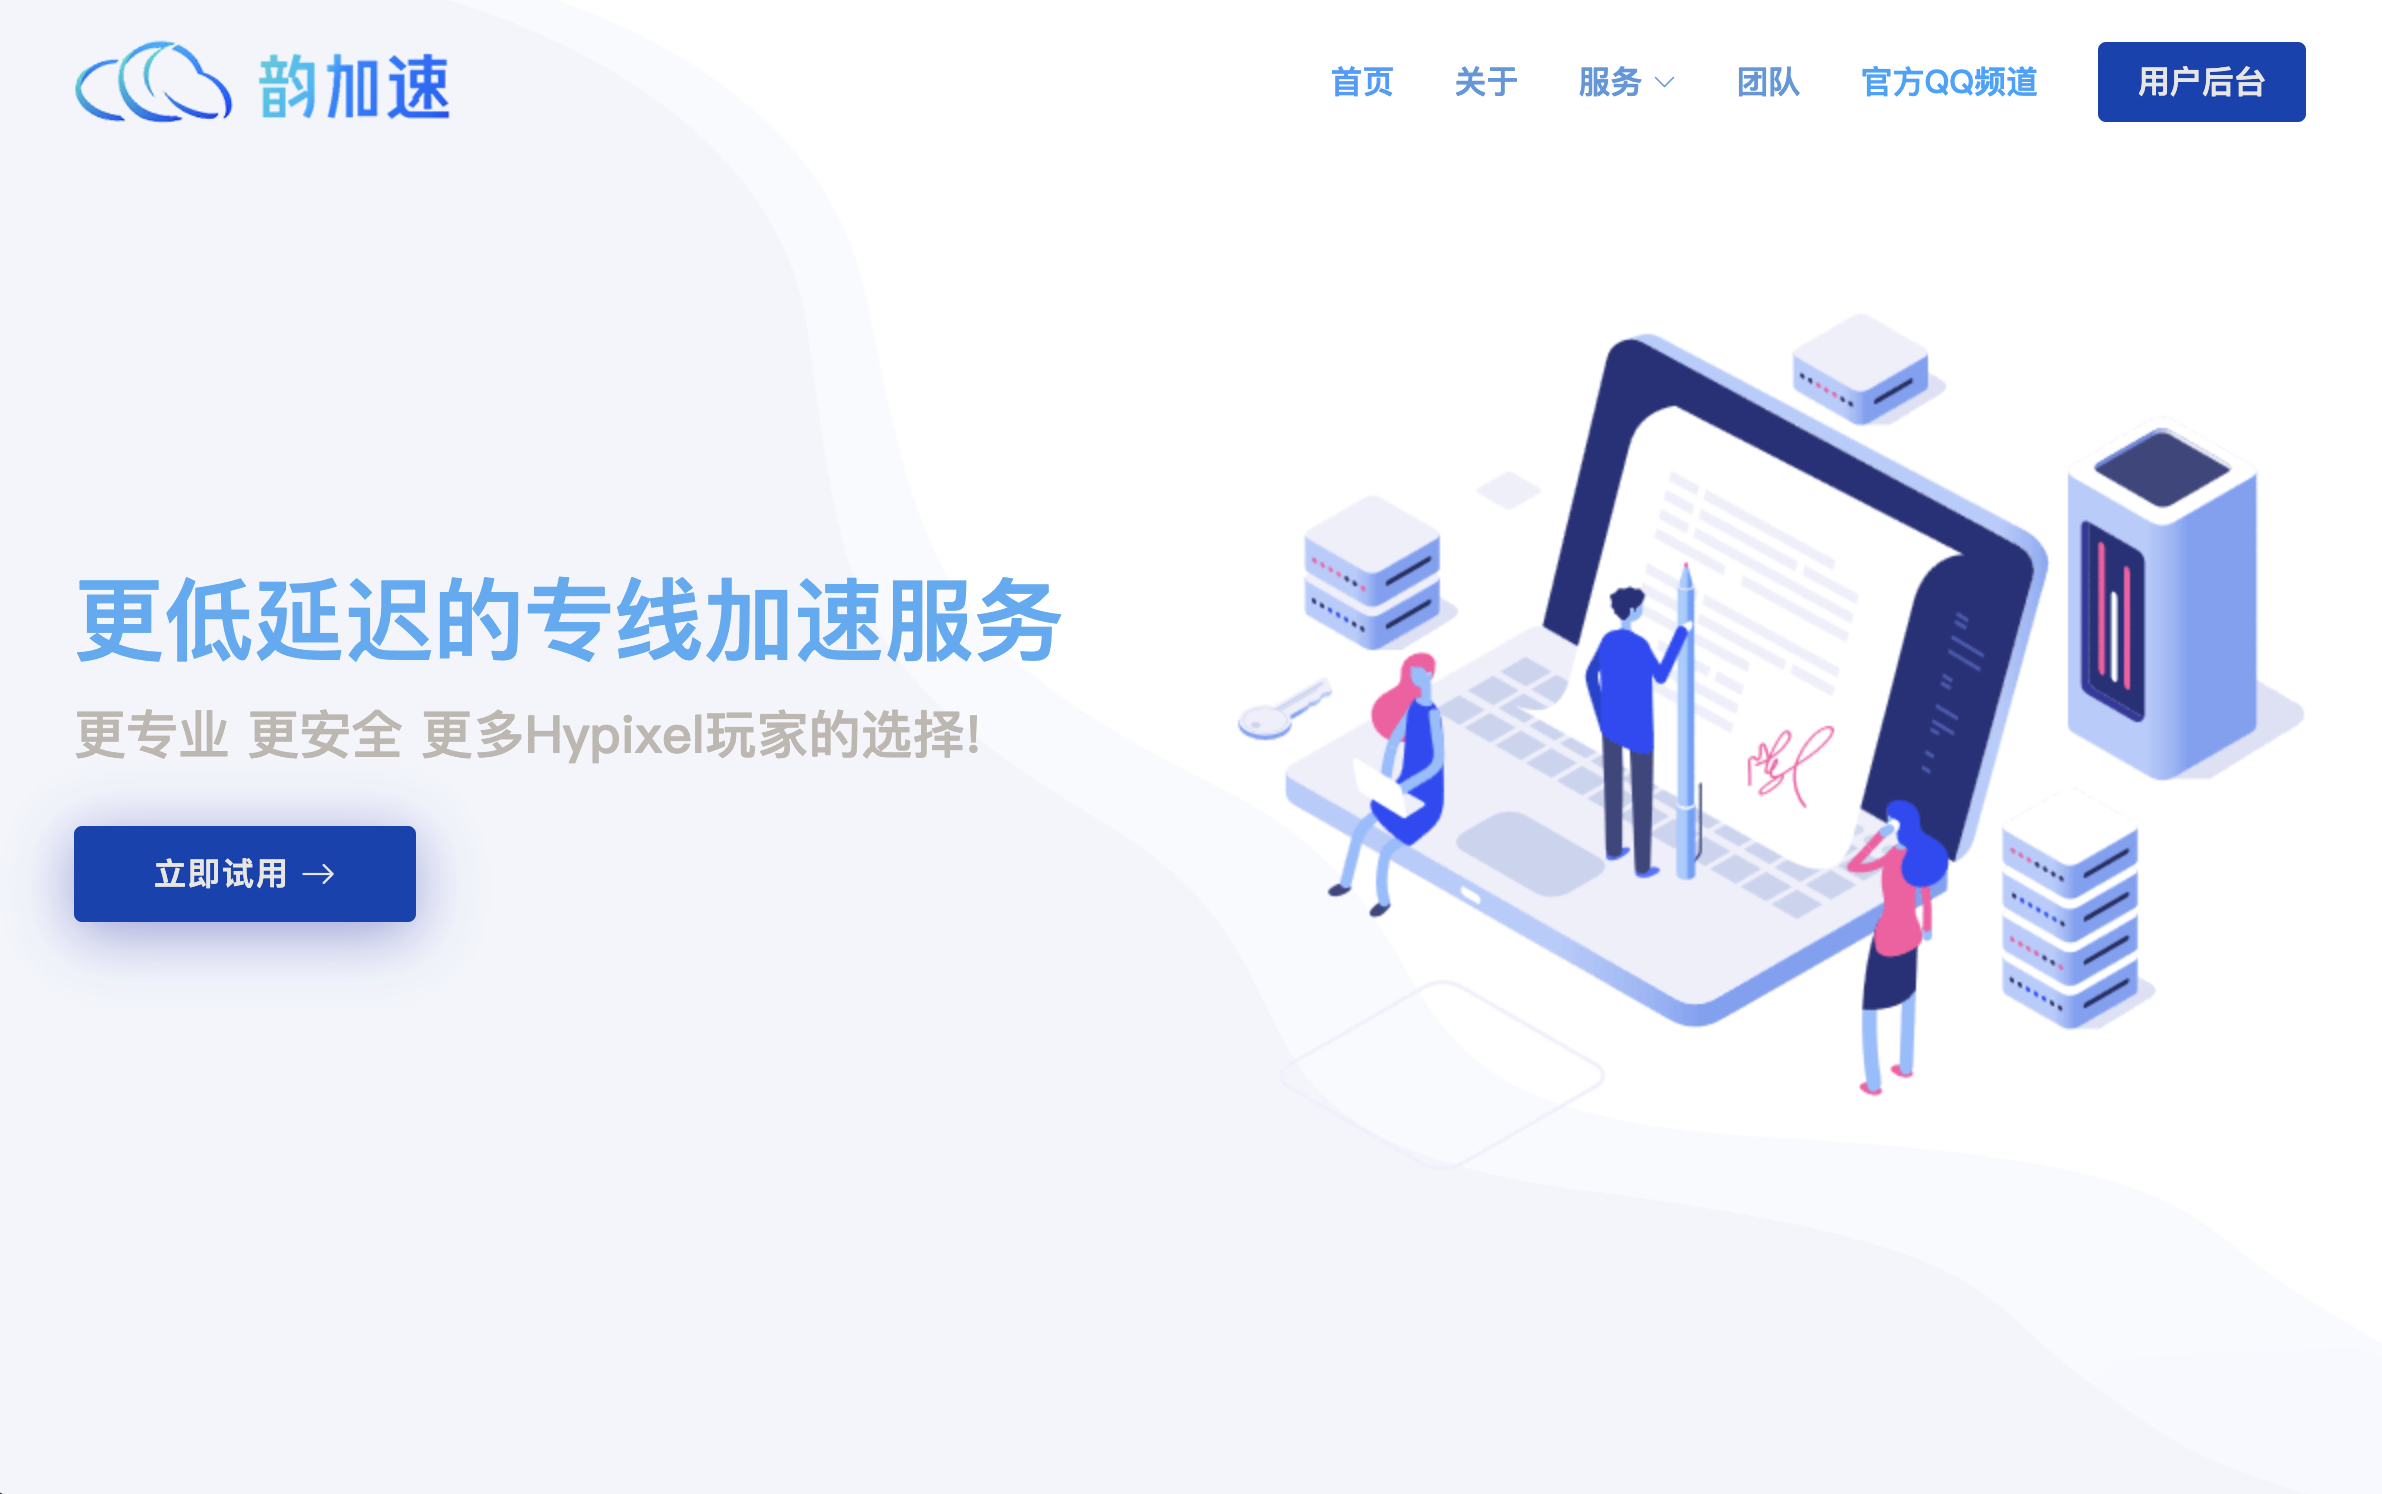 韵加速
首页 关于 服务 团队 官方QQ频道 用户后台
更低延迟的专线加速服务
更专业 更安全 更多Hypixel玩家的选择!
立即试用 →